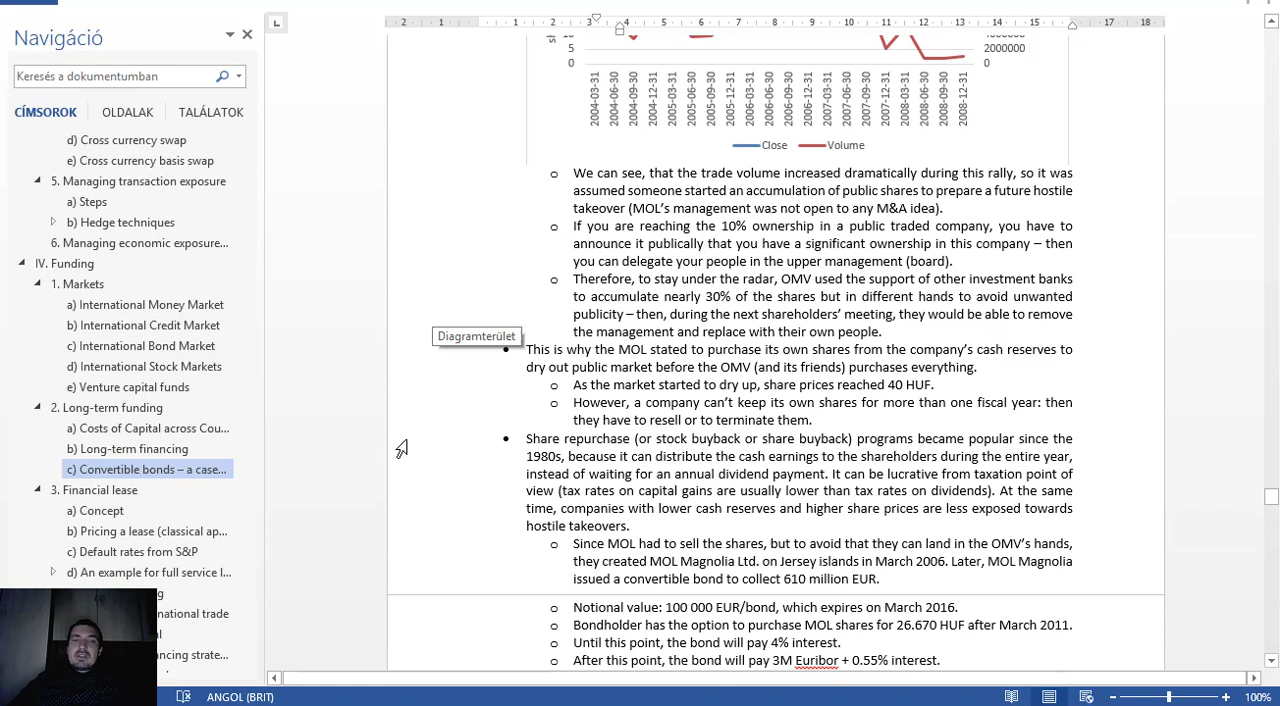 Navigáció
Keresés a dokumentumban
CÍMSOROK OLDALAK TALÁLATOK
d) Cross currency swap
e) Cross currency basis swap
5. Managing transaction exposure
a) Steps
b) Hedge techniques
6. Managing economic exposure...
IV. Funding
1. Markets
a) International Money Market
b) International Credit Market
c) International Bond Market
d) International Stock Markets
e) Venture capital funds
2. Long-term funding
a) Costs of Capital across Cou...
b) Long-term financing
c) Convertible bonds – a case...
3. Financial lease
a) Concept
b) Pricing a lease (classical ap...
c) Default rates from S&P
d) An example for full service l...
national trade
ancing strate...
2 1 1 2 3 4 5 6 7 8 9 10 11 12 13 14 15 16 17 18
5
0
2000000
0
2004-03-31 2004-06-30 2004-09-30 2004-12-31 2005-03-31 2005-06-30 2005-09-30 2005-12-31 2006-03-31 2006-06-30 2006-09-30 2006-12-31 2007-03-31 2007-06-30 2007-09-30 2007-12-31 2008-03-31 2008-06-30 2008-09-30 2008-12-31
Close Volume
o We can see, that the trade volume increased dramatically during this rally, so it was
assumed someone started an accumulation of public shares to prepare a future hostile
takeover (MOL's management was not open to any M&A idea).
o If you are reaching the 10% ownership in a public traded company, you have to
announce it publically that you have a significant ownership in this company – then
you can delegate your people in the upper management (board).
o Therefore, to stay under the radar, OMV used the support of other investment banks
to accumulate nearly 30% of the shares but in different hands to avoid unwanted
publicity – then, during the next shareholders' meeting, they would be able to remove
the management and replace with their own people.
Diagramterület
• This is why the MOL stated to purchase its own shares from the company's cash reserves to
dry out public market before the OMV (and its friends) purchases everything.
o As the market started to dry up, share prices reached 40 HUF.
o However, a company can't keep its own shares for more than one fiscal year: then
they have to resell or to terminate them.
• Share repurchase (or stock buyback or share buyback) programs became popular since the
1980s, because it can distribute the cash earnings to the shareholders during the entire year,
instead of waiting for an annual dividend payment. It can be lucrative from taxation point of
view (tax rates on capital gains are usually lower than tax rates on dividends). At the same
time, companies with lower cash reserves and higher share prices are less exposed towards
hostile takeovers.
o Since MOL had to sell the shares, but to avoid that they can land in the OMV's hands,
they created MOL Magnolia Ltd. on Jersey islands in March 2006. Later, MOL Magnolia
issued a convertible bond to collect 610 million EUR.
o Notional value: 100 000 EUR/bond, which expires on March 2016.
o Bondholder has the option to purchase MOL shares for 26.670 HUF after March 2011.
o Until this point, the bond will pay 4% interest.
o After this point, the bond will pay 3M Euribor + 0.55% interest.
ANGOL (BRIT)
100%